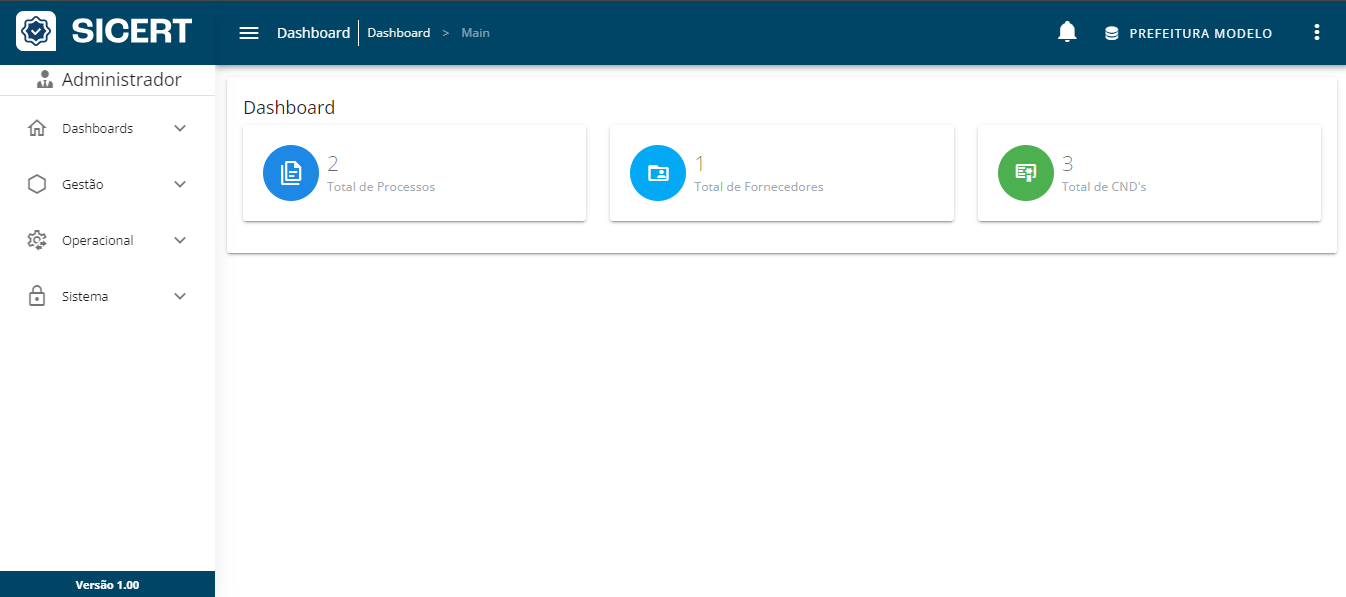 SICERT
Dashboard Dashboard > Main
PREFEITURA MODELO
Administrador
Dashboards
Gestão
Operacional
Sistema
Versão 1.00
Dashboard
2
Total de Processos
1
Total de Fornecedores
3
Total de CND's